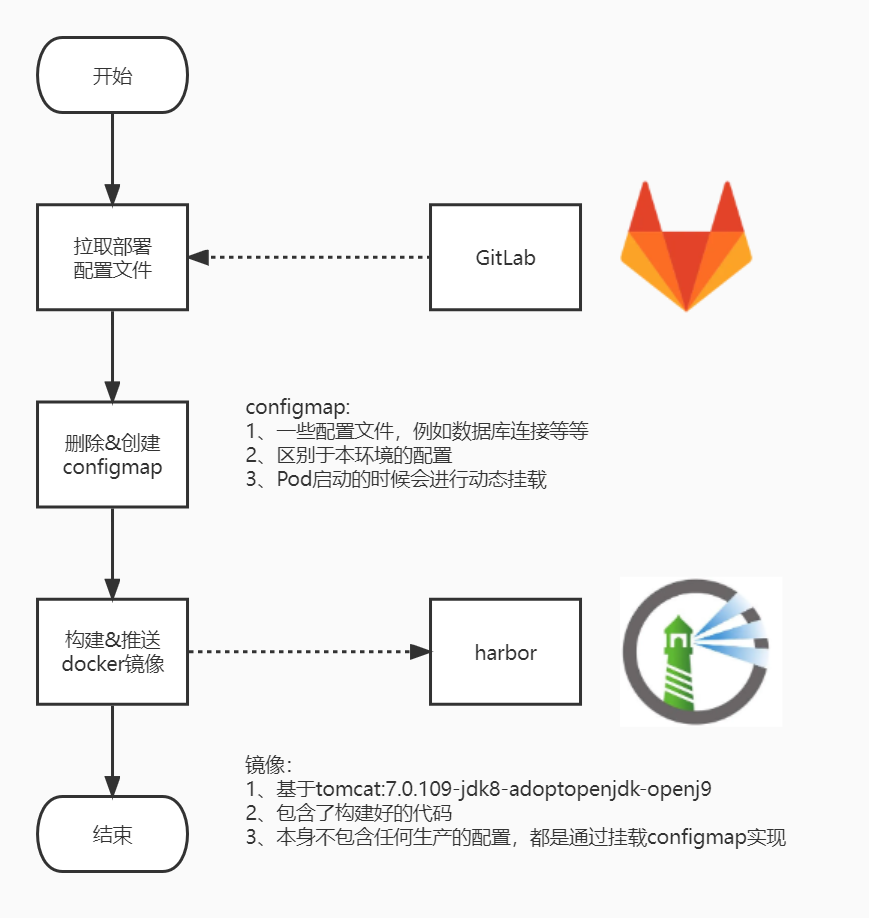 开始
拉取部署
配置文件
GitLab
删除&创建
configmap
configmap:
1、一些配置文件，例如数据库连接等等
2、区别于本环境的配置
3、Pod启动的时候会进行动态挂载
构建&推送
docker镜像
harbor
镜像：
1、基于tomcat:7.0.109-jdk8-adoptopenjdk-openj9
2、包含了构建好的代码
3、本身不包含任何生产的配置，都是通过挂载configmap实现
结束